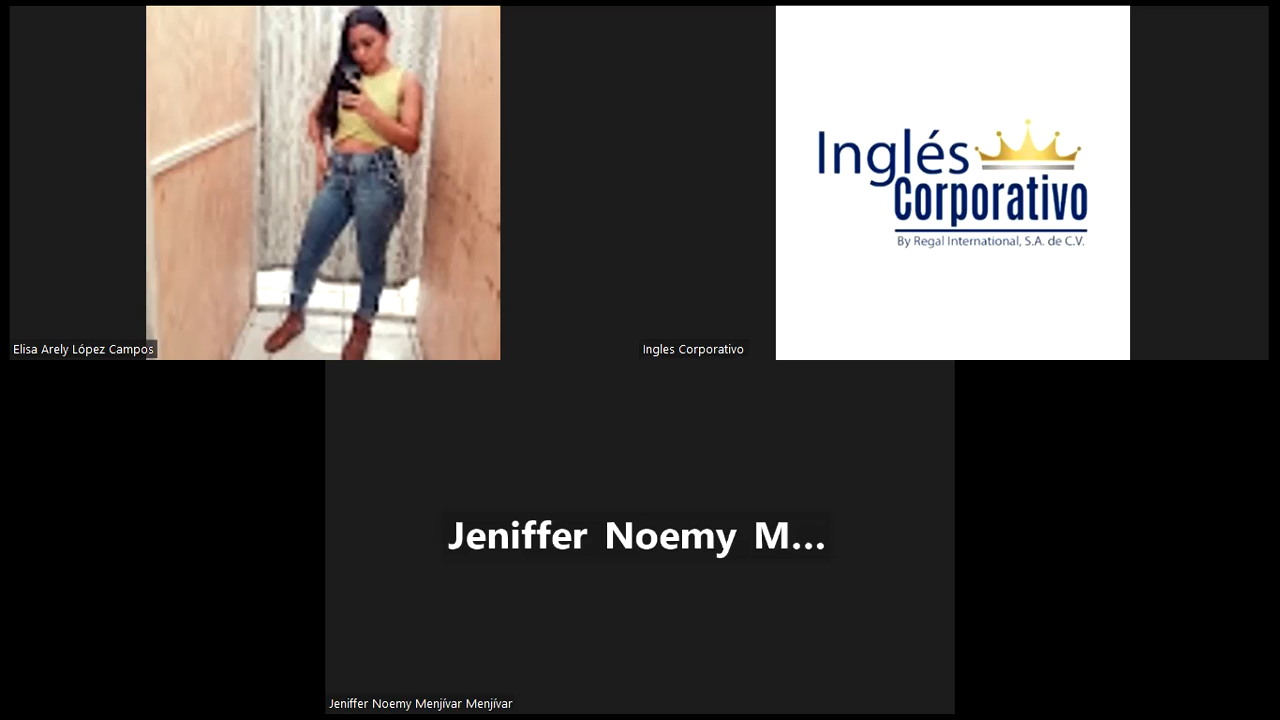 Inglés
Corporativo
By Regal International, S.A. de C.V.
Elisa Arely López Campos
Ingles Corporativo
Jeniffer Noemy M...
Jeniffer Noemy Menjívar Menjívar